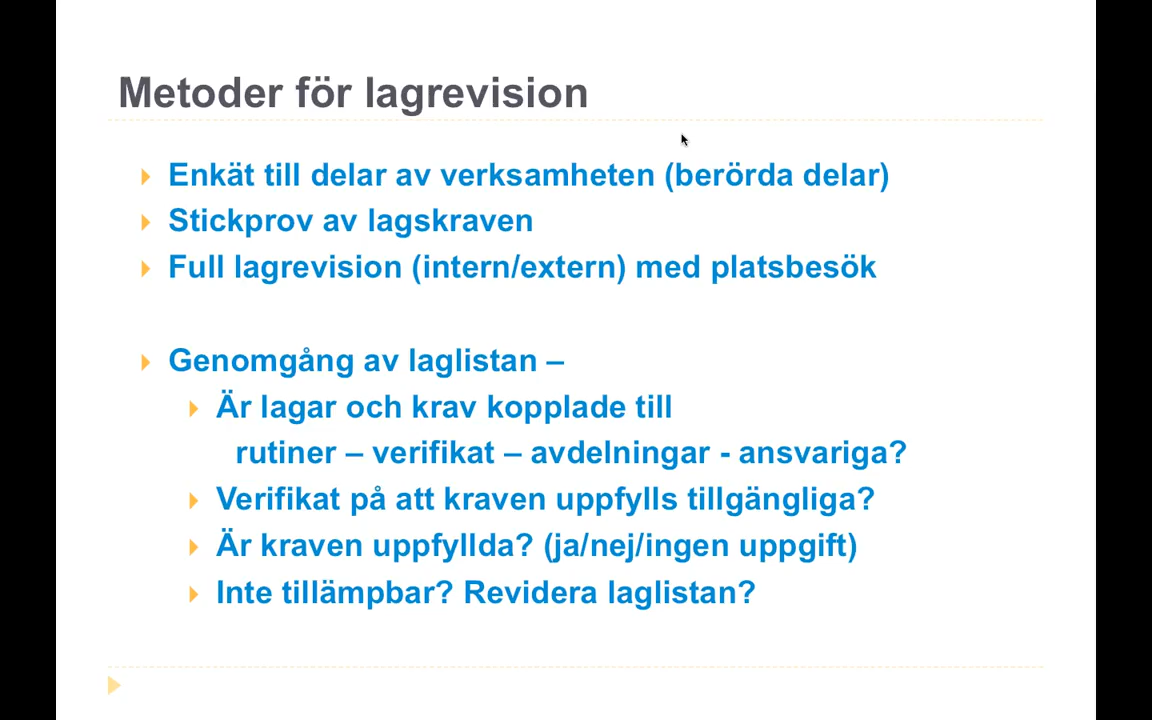 Metoder för lagrevision
Enkät till delar av verksamheten (berörda delar)
Stickprov av lagskraven
Full lagrevision (intern/extern) med platsbesök
Genomgång av laglistan –
Är lagar och krav kopplade till
rutiner – verifikat – avdelningar - ansvariga?
Verifikat på att kraven uppfylls tillgängliga?
Är kraven uppfyllda? (ja/nej/ingen uppgift)
Inte tillämpbar? Revidera laglistan?